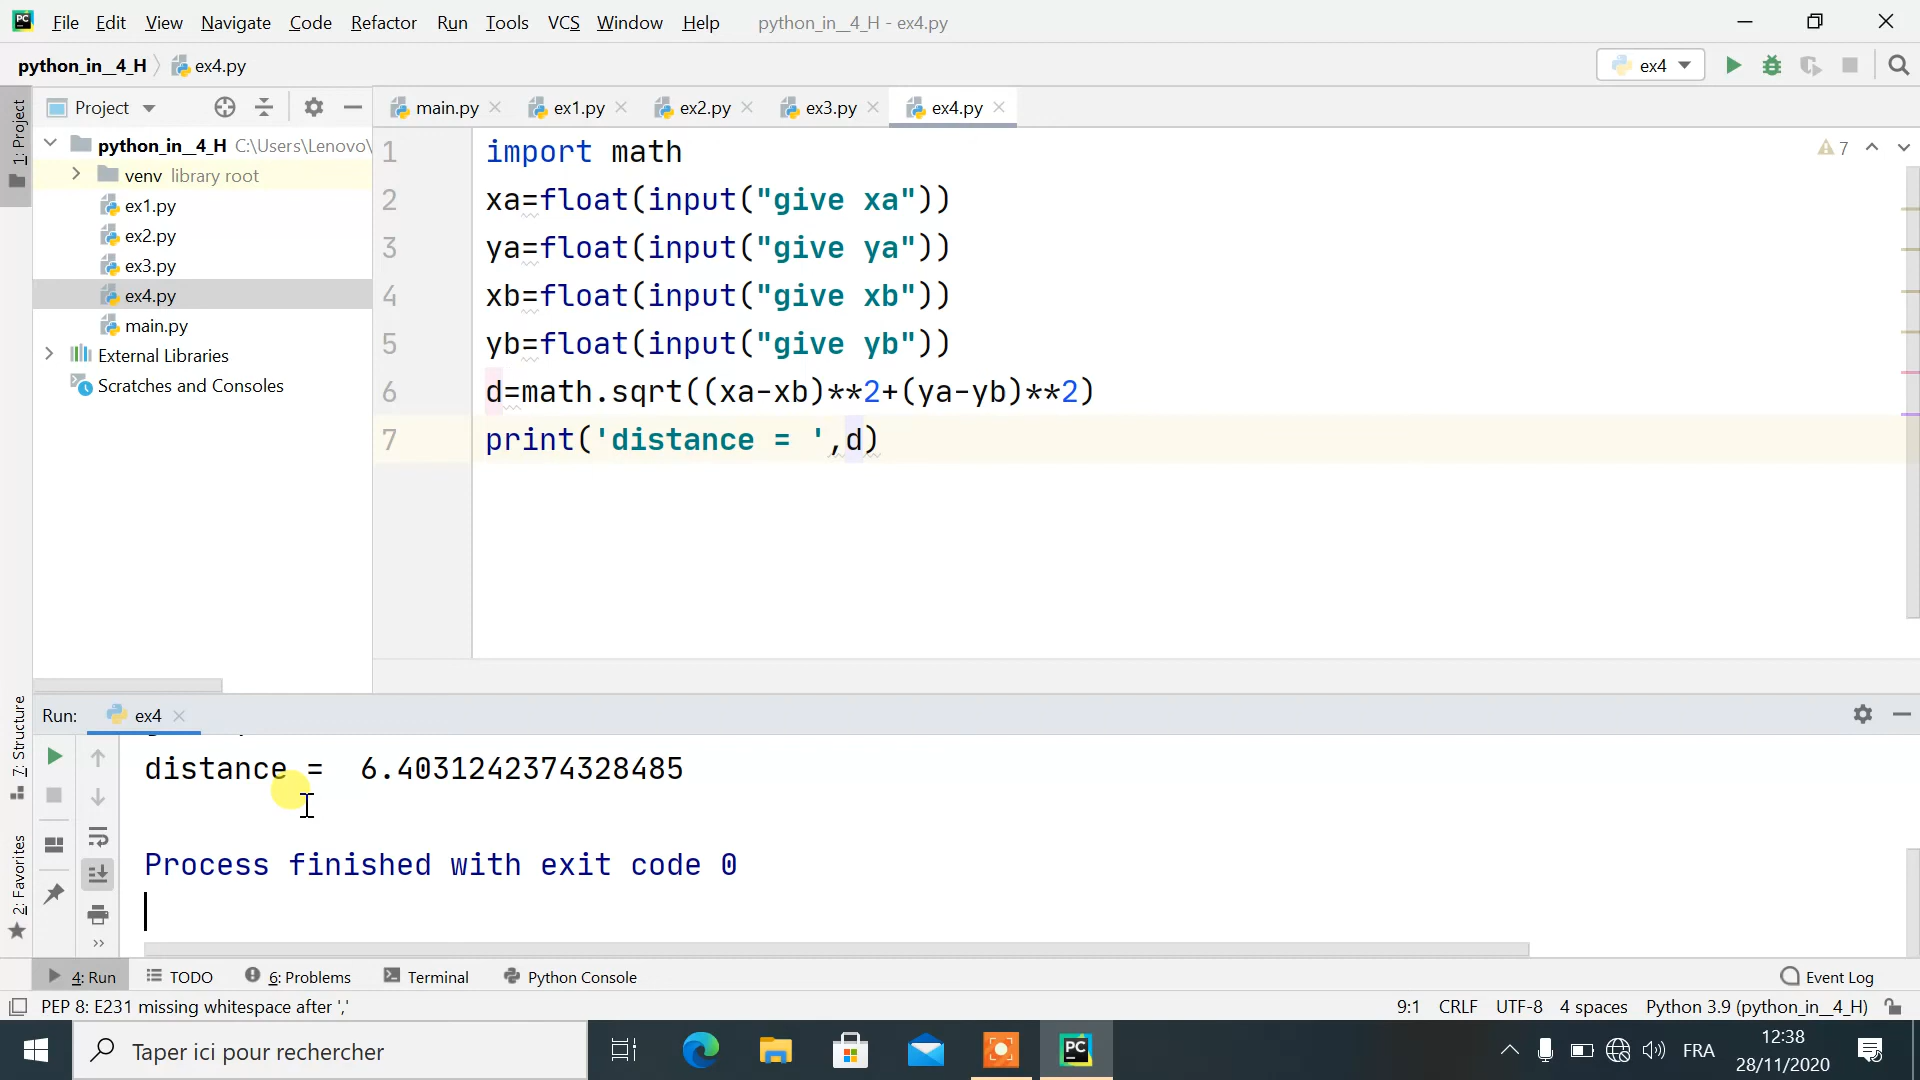 PC File Edit View Navigate Code Refactor Run Tools VCS Window Help python_in__4_H - ex4.py
python_in__4_H ex4.py ex4
1: Project
Project main.py ex1.py ex2.py ex3.py ex4.py
python_in__4_H C:\Users\Lenovo\
venv library root
ex1.py
ex2.py
ex3.py
ex4.py
main.py
External Libraries
Scratches and Consoles
7
1 import math
2 xa=float(input("give xa"))
3 ya=float(input("give ya"))
4 xb=float(input("give xb"))
5 yb=float(input("give yb"))
6 d=math.sqrt((xa-xb)**2+(ya-yb)**2)
7 print('distance = ',d)
7: Structure
2: Favorites
Run: ex4
distance =  6.4031242374328485
Process finished with exit code 0
4: Run TODO 6: Problems Terminal Python Console Event Log
PEP 8: E231 missing whitespace after ',' 9:1 CRLF UTF-8 4 spaces Python 3.9 (python_in__4_H)
Taper ici pour rechercher PC FRA 12:38
28/11/2020